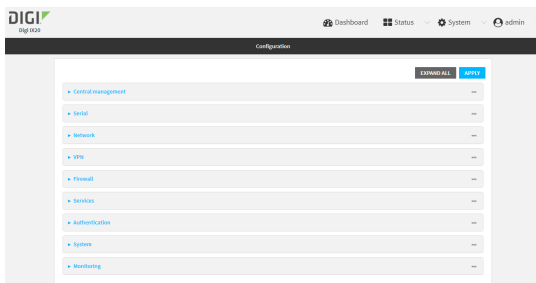 DIGI
Digi IX20
Dashboard Status System admin
Configuration
EXPAND ALL APPLY
Central management
Serial
Network
VPN
Firewall
Services
Authentication
System
Monitoring